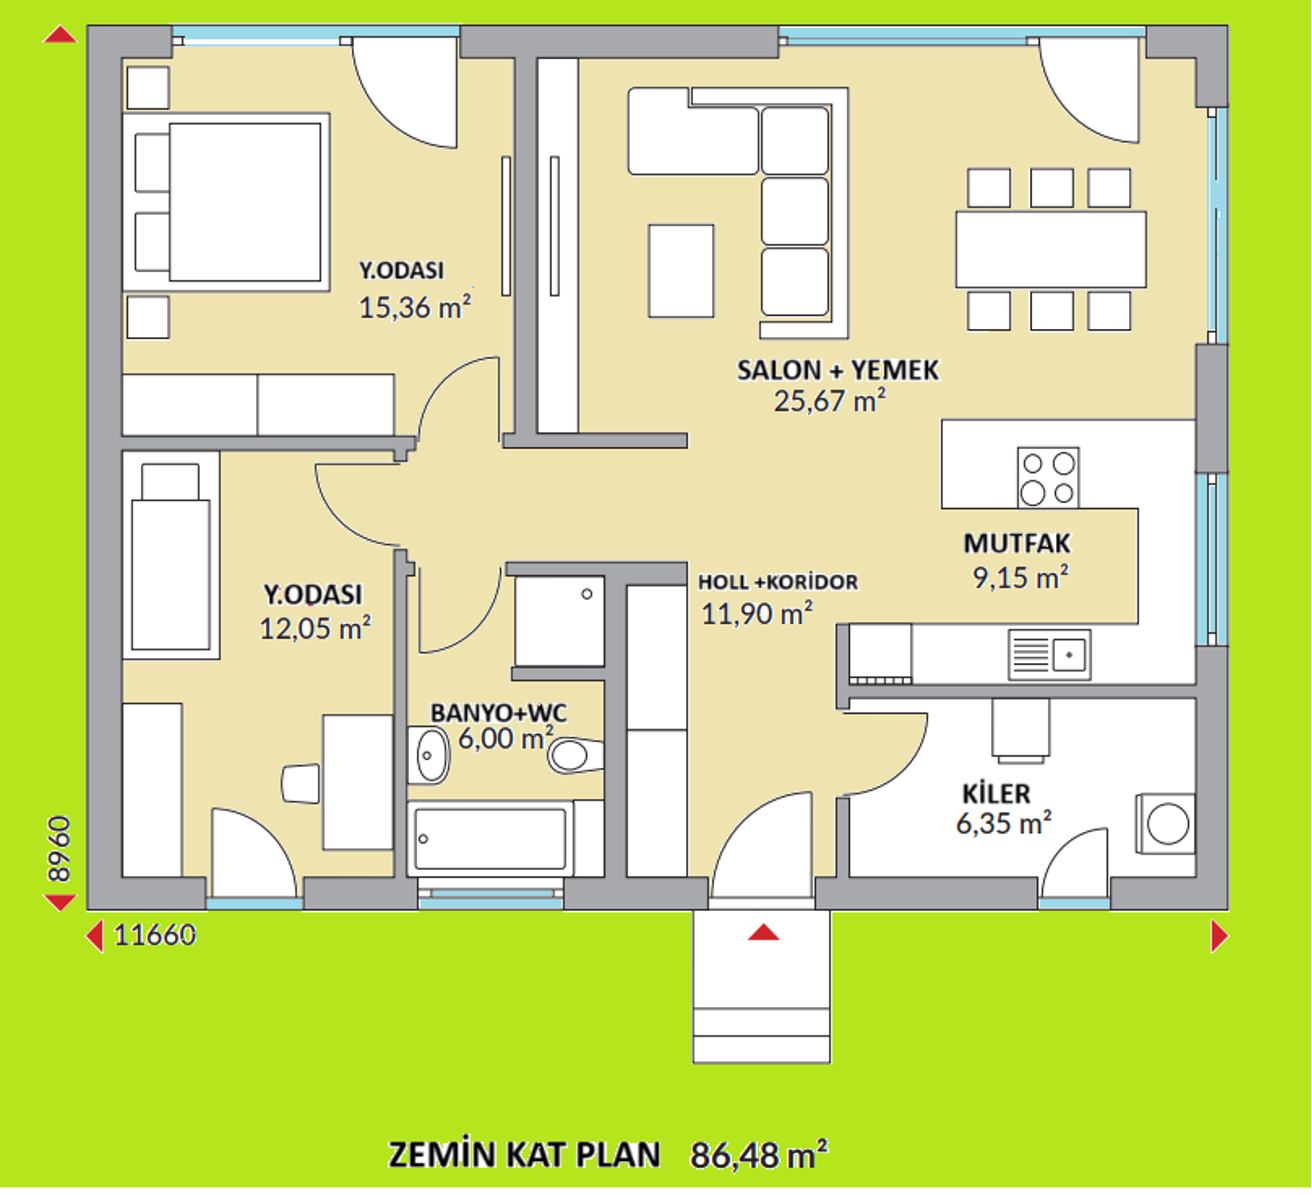 Y.ODASI
15,36 m²
SALON + YEMEK
25,67 m²
MUTFAK
9,15 m²
HOLL +KORİDOR
11,90 m²
Y.ODASI
12,05 m²
BANYO+WC
6,00 m²
KİLER
6,35 m²
8960
11660
ZEMİN KAT PLAN 86,48 m²